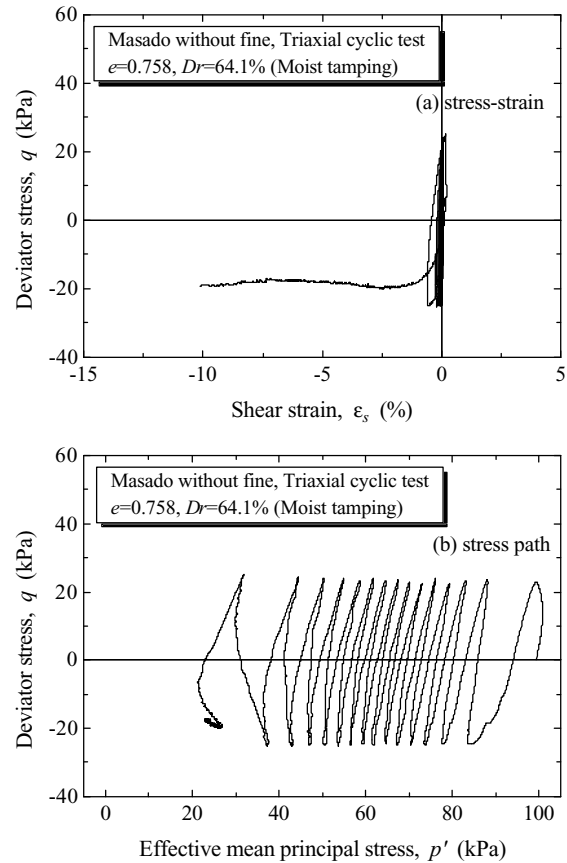 60
Masado without fine, Triaxial cyclic test
e=0.758, Dr=64.1% (Moist tamping)
40
(a) stress-strain
20
0
-20
-40
Deviator stress, q (kPa)
-15 -10 -5 0 5
Shear strain, εs (%)
60
Masado without fine, Triaxial cyclic test
e=0.758, Dr=64.1% (Moist tamping)
40
(b) stress path
20
0
-20
-40
Deviator stress, q (kPa)
0 20 40 60 80 100
Effective mean principal stress, p′ (kPa)